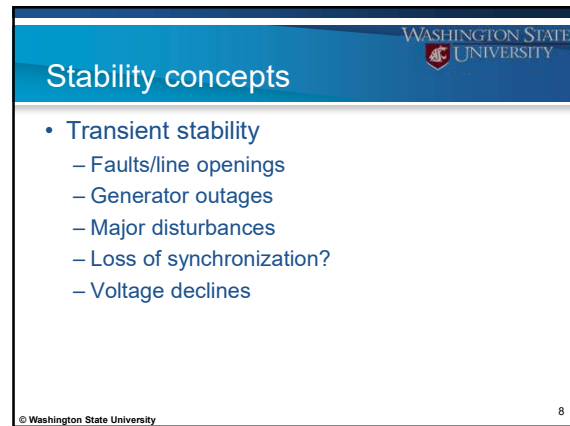 WASHINGTON STATE
UNIVERSITY
Stability concepts
• Transient stability
– Faults/line openings
– Generator outages
– Major disturbances
– Loss of synchronization?
– Voltage declines
© Washington State University
8